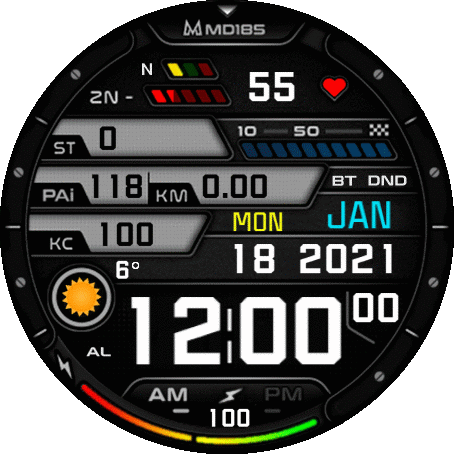 MD185
N
2N -
55
ST 0
10 50
PAi 118 KM 0.00
BT DND
KC 100
MON JAN
18 2021
6°
12:00 00
AL
AM PM
100